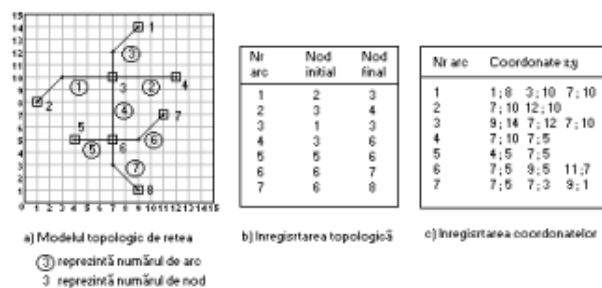 15
14
13
12
11
10
9
8
7
6
5
4
3
2
1
0 1 2 3 4 5 6 7 8 9 10 11 12 13 14 15
1
3
1
2
3
4
2
4
7
5
5
6
6
7
8
a) Modelul topologic de retea
3 reprezintă numărul de arc
3 reprezintă numărul de nod
Nr arc Nod initial Nod final
1 2 3
2 3 4
3 1 3
4 3 6
5 5 6
6 6 7
7 6 8
b) Inregisrtarea topologică
Nr arc Coordonate x;y
1 1;8 3;10 7;10
2 7;10 12;10
3 9;14 7;12 7;10
4 7;10 7;5
5 4;5 7;5
6 7;5 9;5 11;7
7 7;5 7;3 9;1
c) Inregisrtarea coordonatelor